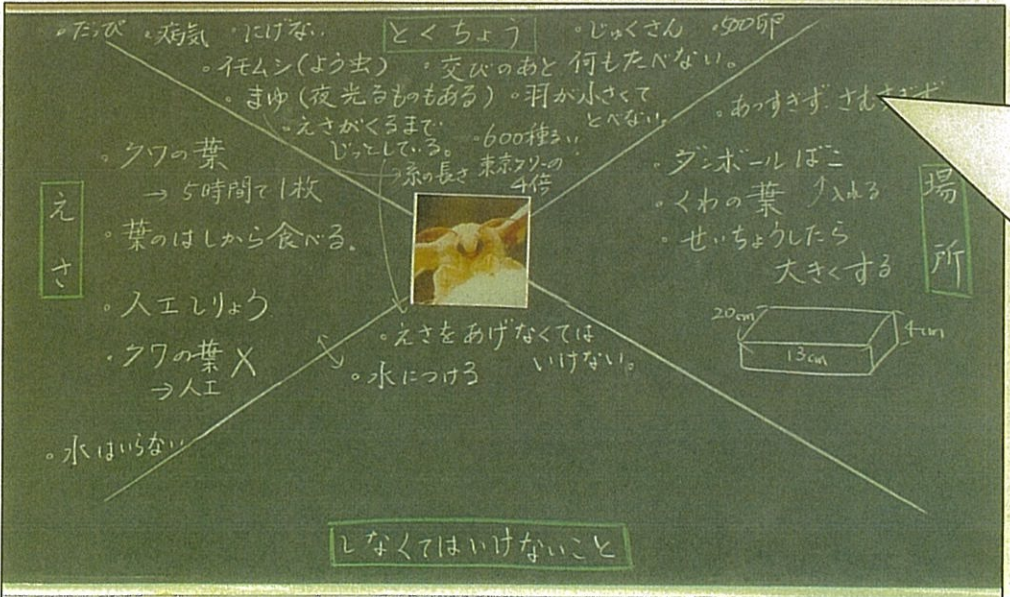 ・だっぴ ・病気 ・にげない
とくちょう
・じゅくさん ・500卵
・イモムシ(よう虫) ・交びのあと 何もたべない。
・まゆ(夜光るものもある) ・羽が小さくて
とべない。
・えさがくるまで
じっとしている。
・600種るい!
→糸の長さ 東京タワーの
4倍
えさ
・クワの葉
→5時間で1枚
・葉のはしから食べる。
・人工しりょう
・クワの葉×
→人工
・水はいらない
場所
・あつすぎず、さむすぎず
・ダンボールばこ
・くわの葉 ↑入れる
・せいちょうしたら
大きくする
20cm
13cm
4cm
・えさをあげなくては
いけない。
・水につける
しなくてはいけないこと